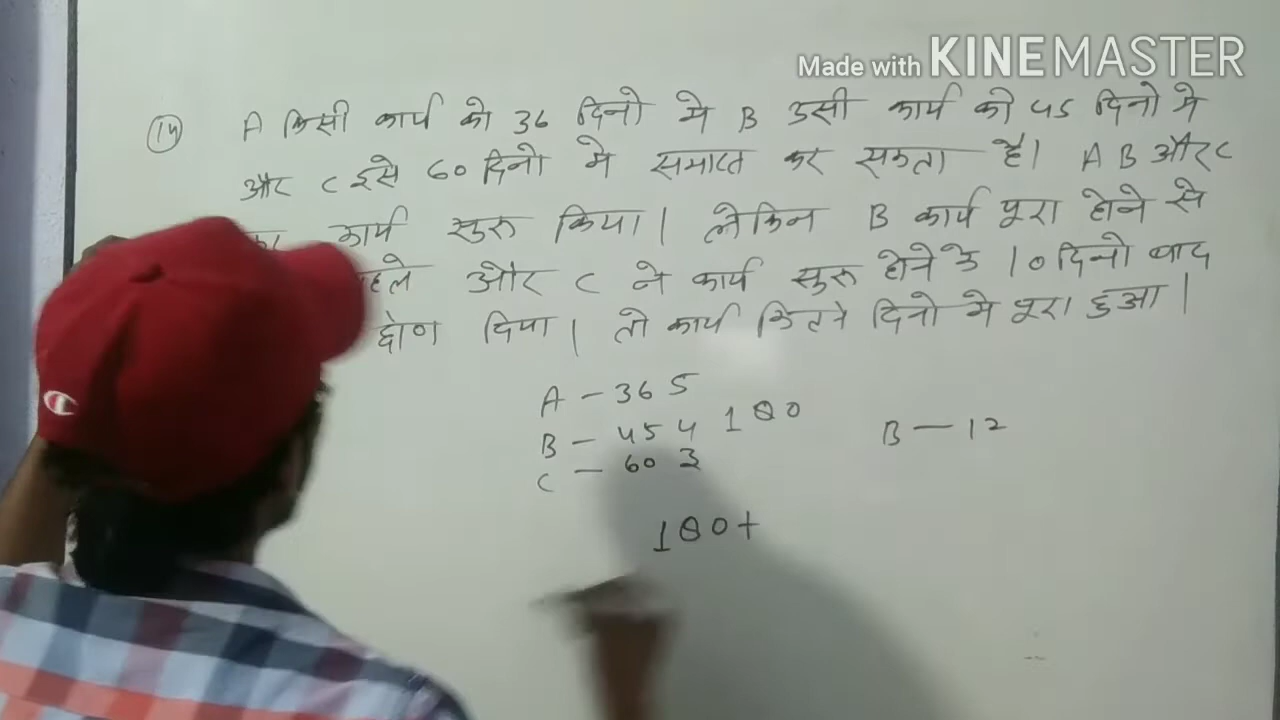 Made with KINEMASTER
(14) A किसी कार्य को 36 दिनो मे B उसी कार्य को 45 दिनो मे
और C इसे 60 दिनो मे समाप्त कर सकता है। A B और C
कार्य सुरु किया। लेकिन B कार्य पूरा होने से
और C ने कार्य सुरु होने के 10 दिनो बाद
दिया। तो कार्य कितने दिनो मे पूरा हुआ।
A – 36 5
B – 45 4 180
C – 60 3
B – 12
180+